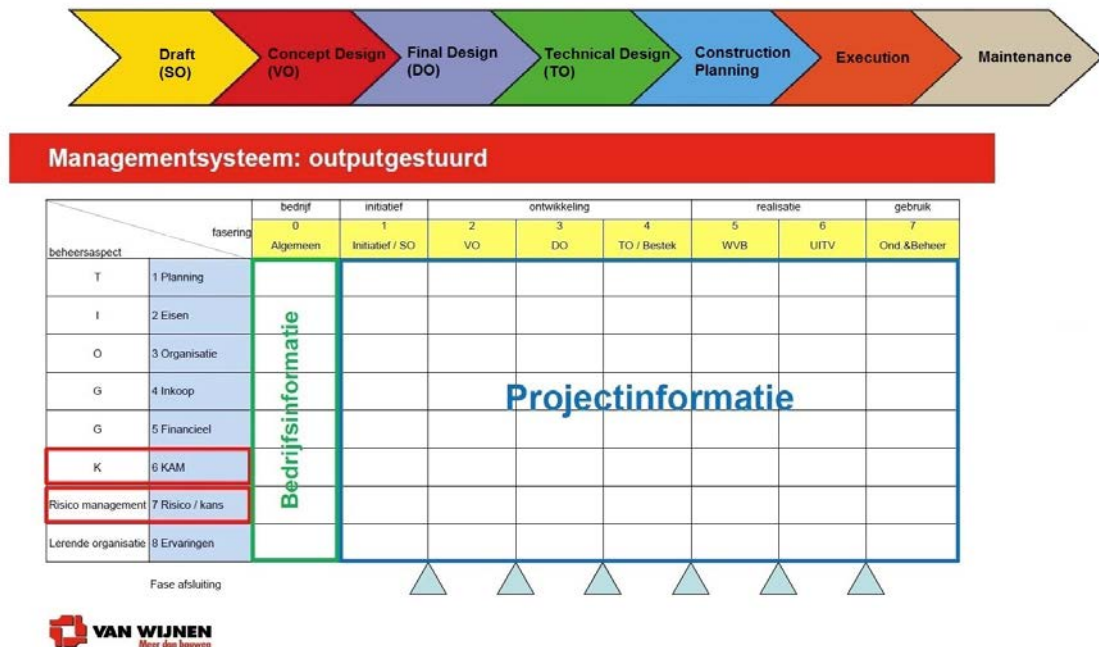 Draft
(SO)
Concept Design
(VO)
Final Design
(DO)
Technical Design
(TO)
Construction
Planning
Execution
Maintenance
Managementsysteem: outputgestuurd
bedrijf initiatief ontwikkeling realisatie gebruik
fasering 0 1 2 3 4 5 6 7
beheersaspect Algemeen Initiatief / SO VO DO TO / Bestek WVB UITV Ond.&Beheer
T 1 Planning
I 2 Eisen
O 3 Organisatie
G 4 Inkoop
G 5 Financieel
K 6 KAM
Risico management 7 Risico / kans
Lerende organisatie 8 Ervaringen
Bedrijfsinformatie
Projectinformatie
Fase afsluiting
VAN WIJNEN
Meer dan bouwen